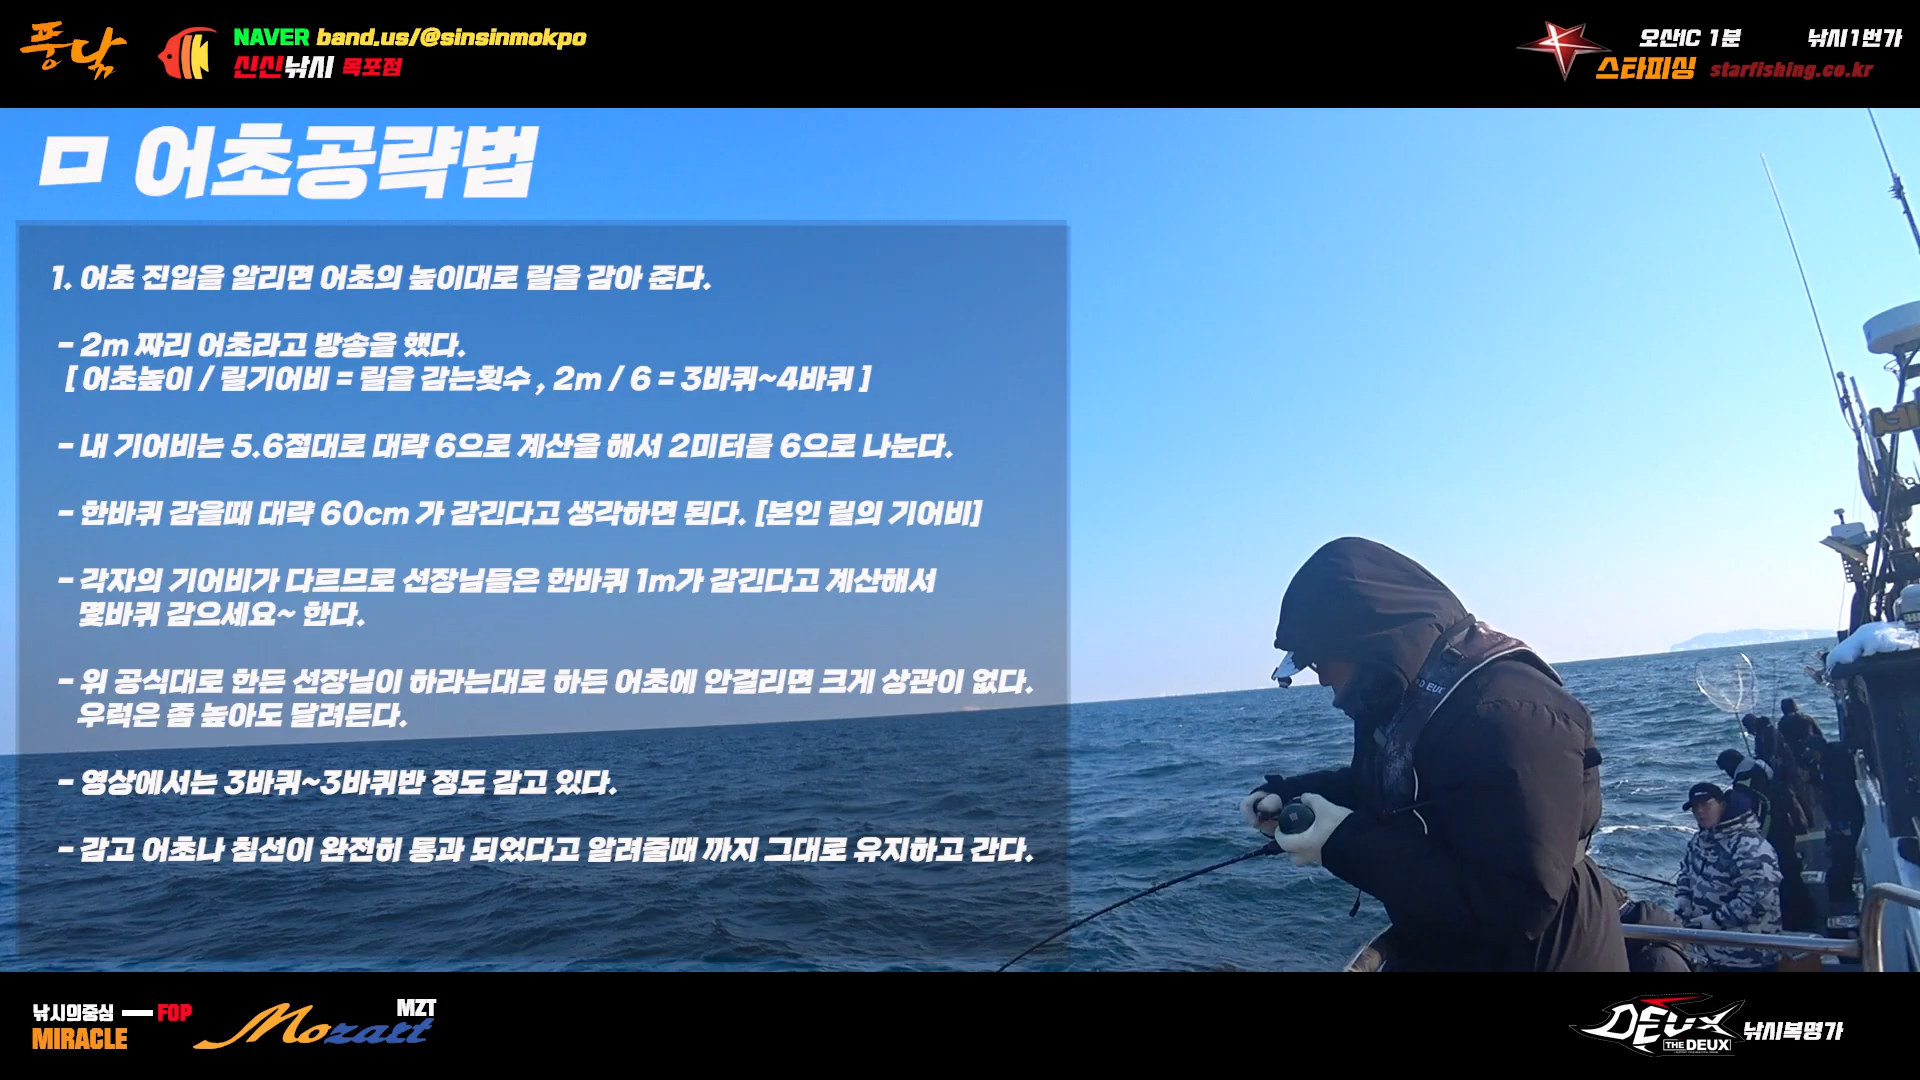 풍낚
NAVER band.us/@sinsinmokpo
신신낚시 목포점
오산IC 1분 낚시1번가
스타피싱 starfishing.co.kr
ㅁ 어초공략법
1. 어초 진입을 알리면 어초의 높이대로 릴을 감아 준다.
- 2m 짜리 어초라고 방송을 했다.
[ 어초높이 / 릴기어비 = 릴을 감는횟수 , 2m / 6 = 3바퀴~4바퀴 ]
- 내 기어비는 5.6점대로 대략 6으로 계산을 해서 2미터를 6으로 나눈다.
- 한바퀴 감을때 대략 60cm 가 감긴다고 생각하면 된다. [본인 릴의 기어비]
- 각자의 기어비가 다르므로 선장님들은 한바퀴 1m가 감긴다고 계산해서
몇바퀴 감으세요~ 한다.
- 위 공식대로 한든 선장님이 하라는대로 하든 어초에 안걸리면 크게 상관이 없다.
우럭은 좀 높아도 달려든다.
- 영상에서는 3바퀴~3바퀴반 정도 감고 있다.
- 감고 어초나 침선이 완전히 통과 되었다고 알려줄때 까지 그대로 유지하고 간다.
낚시의중심 FOP
MIRACLE
Mozart MZT
DEUX
THE DEUX
낚시복명가